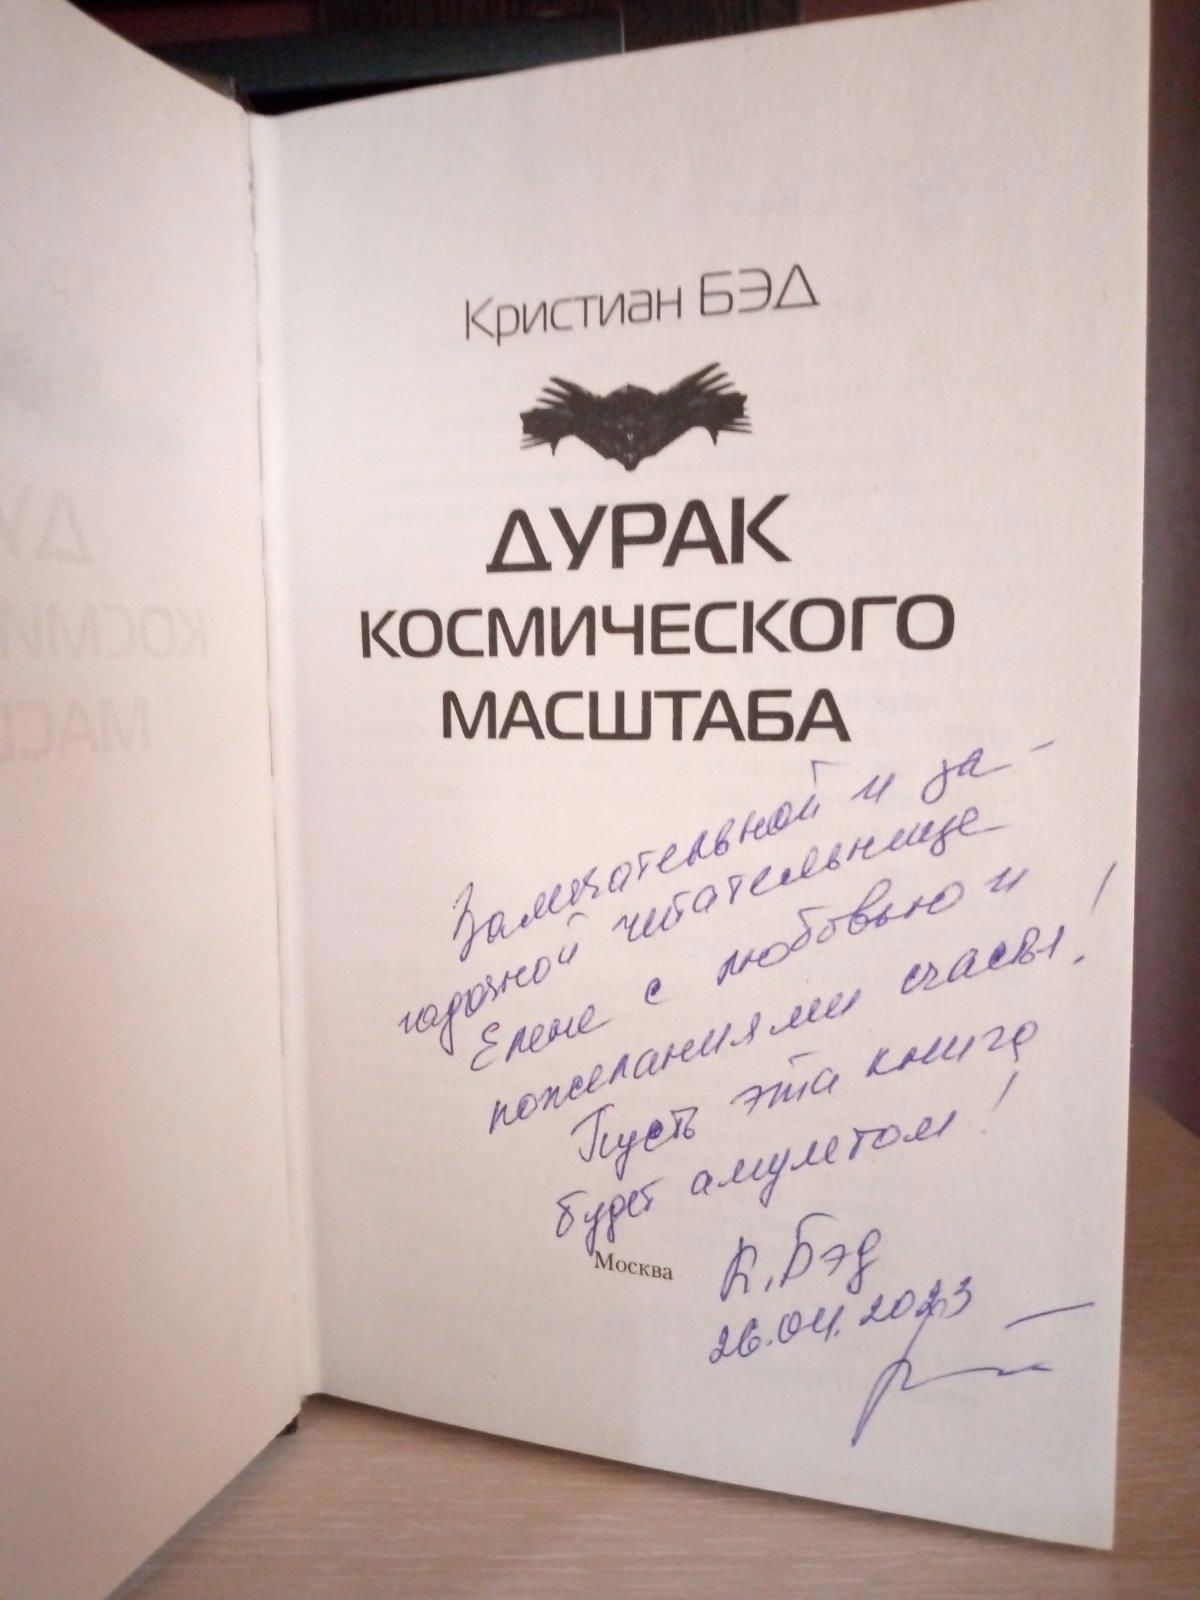 Кристиан БЭД
ДУРАК
КОСМИЧЕСКОГО
МАСШТАБА
Замечательной и за-
гадочной читательнице
Елене с любовью и
пожеланиями счастья!
Пусть эта книга
будет амулетом!
Москва
К. Бэд
26.04.2023